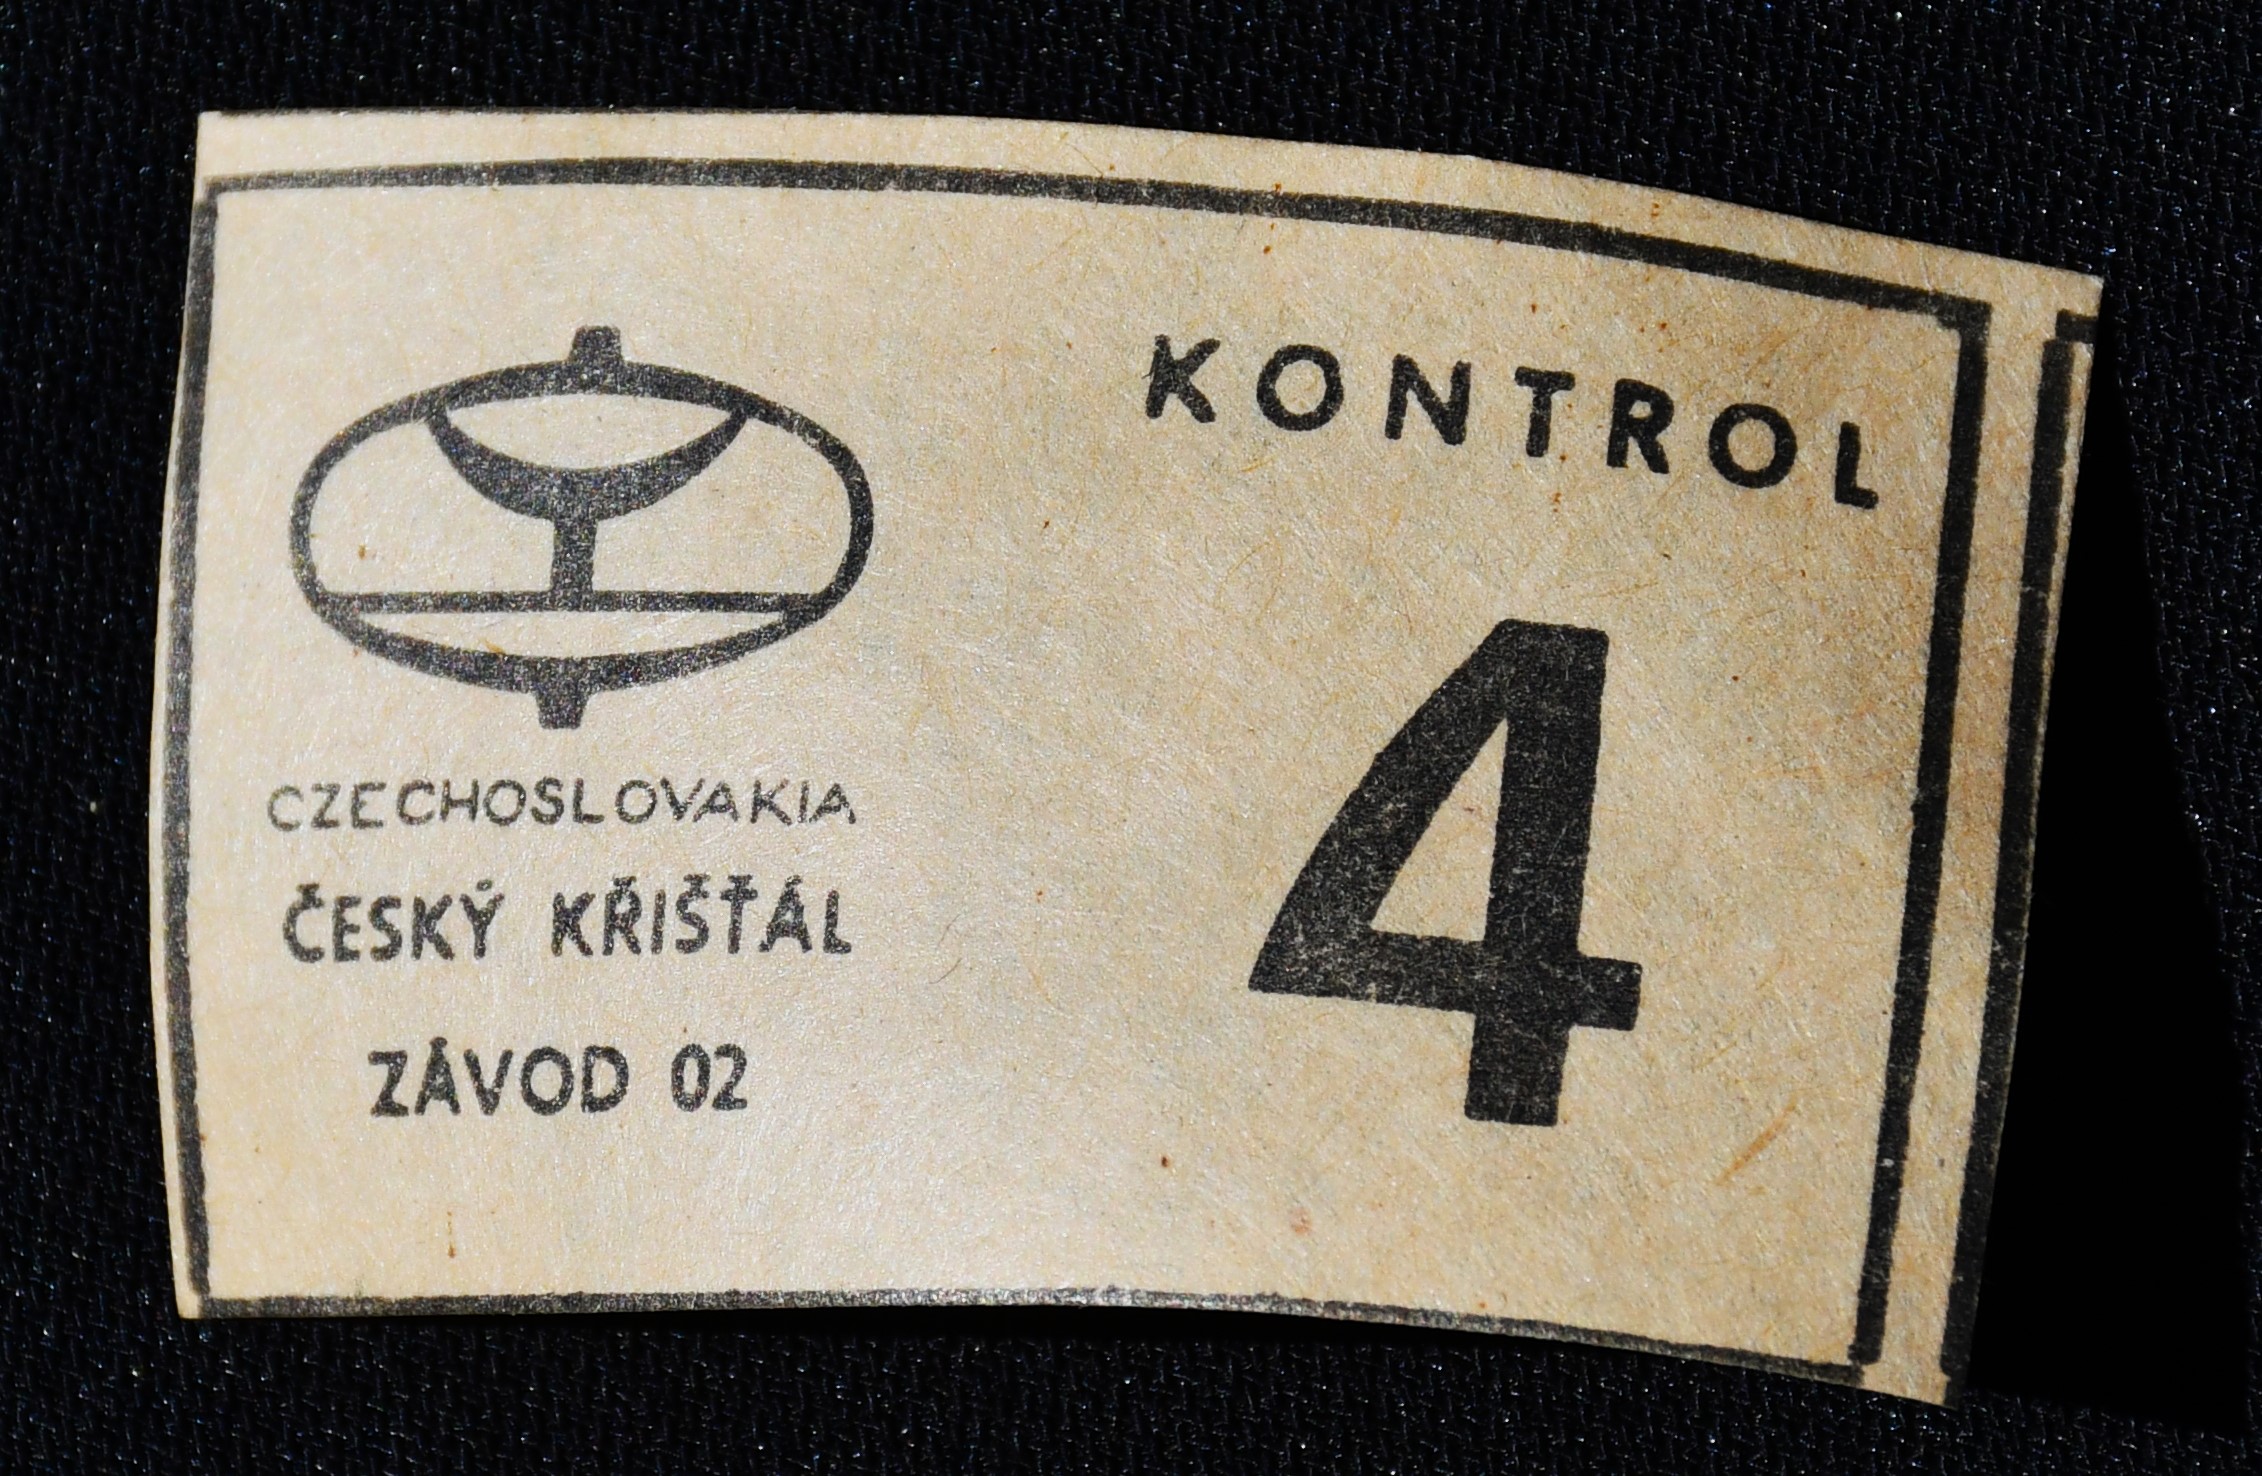 CZECHOSLOVAKIA
ČESKÝ KŘIŠŤÁL
ZÁVOD 02
KONTROL
4